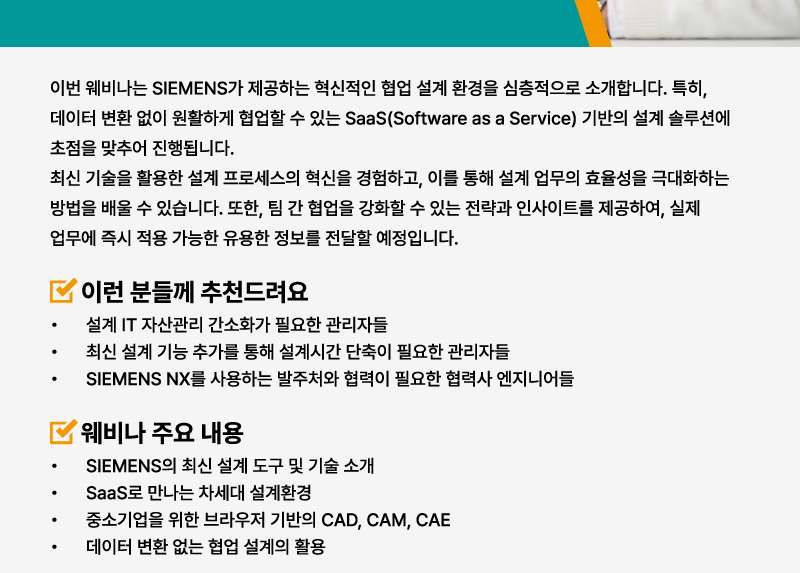 이번 웨비나는 SIEMENS가 제공하는 혁신적인 협업 설계 환경을 심층적으로 소개합니다. 특히,
데이터 변환 없이 원활하게 협업할 수 있는 SaaS(Software as a Service) 기반의 설계 솔루션에
초점을 맞추어 진행됩니다.
최신 기술을 활용한 설계 프로세스의 혁신을 경험하고, 이를 통해 설계 업무의 효율성을 극대화하는
방법을 배울 수 있습니다. 또한, 팀 간 협업을 강화할 수 있는 전략과 인사이트를 제공하여, 실제
업무에 즉시 적용 가능한 유용한 정보를 전달할 예정입니다.
이런 분들께 추천드려요
• 설계 IT 자산관리 간소화가 필요한 관리자들
• 최신 설계 기능 추가를 통해 설계시간 단축이 필요한 관리자들
• SIEMENS NX를 사용하는 발주처와 협력이 필요한 협력사 엔지니어들
웨비나 주요 내용
• SIEMENS의 최신 설계 도구 및 기술 소개
• SaaS로 만나는 차세대 설계환경
• 중소기업을 위한 브라우저 기반의 CAD, CAM, CAE
• 데이터 변환 없는 협업 설계의 활용